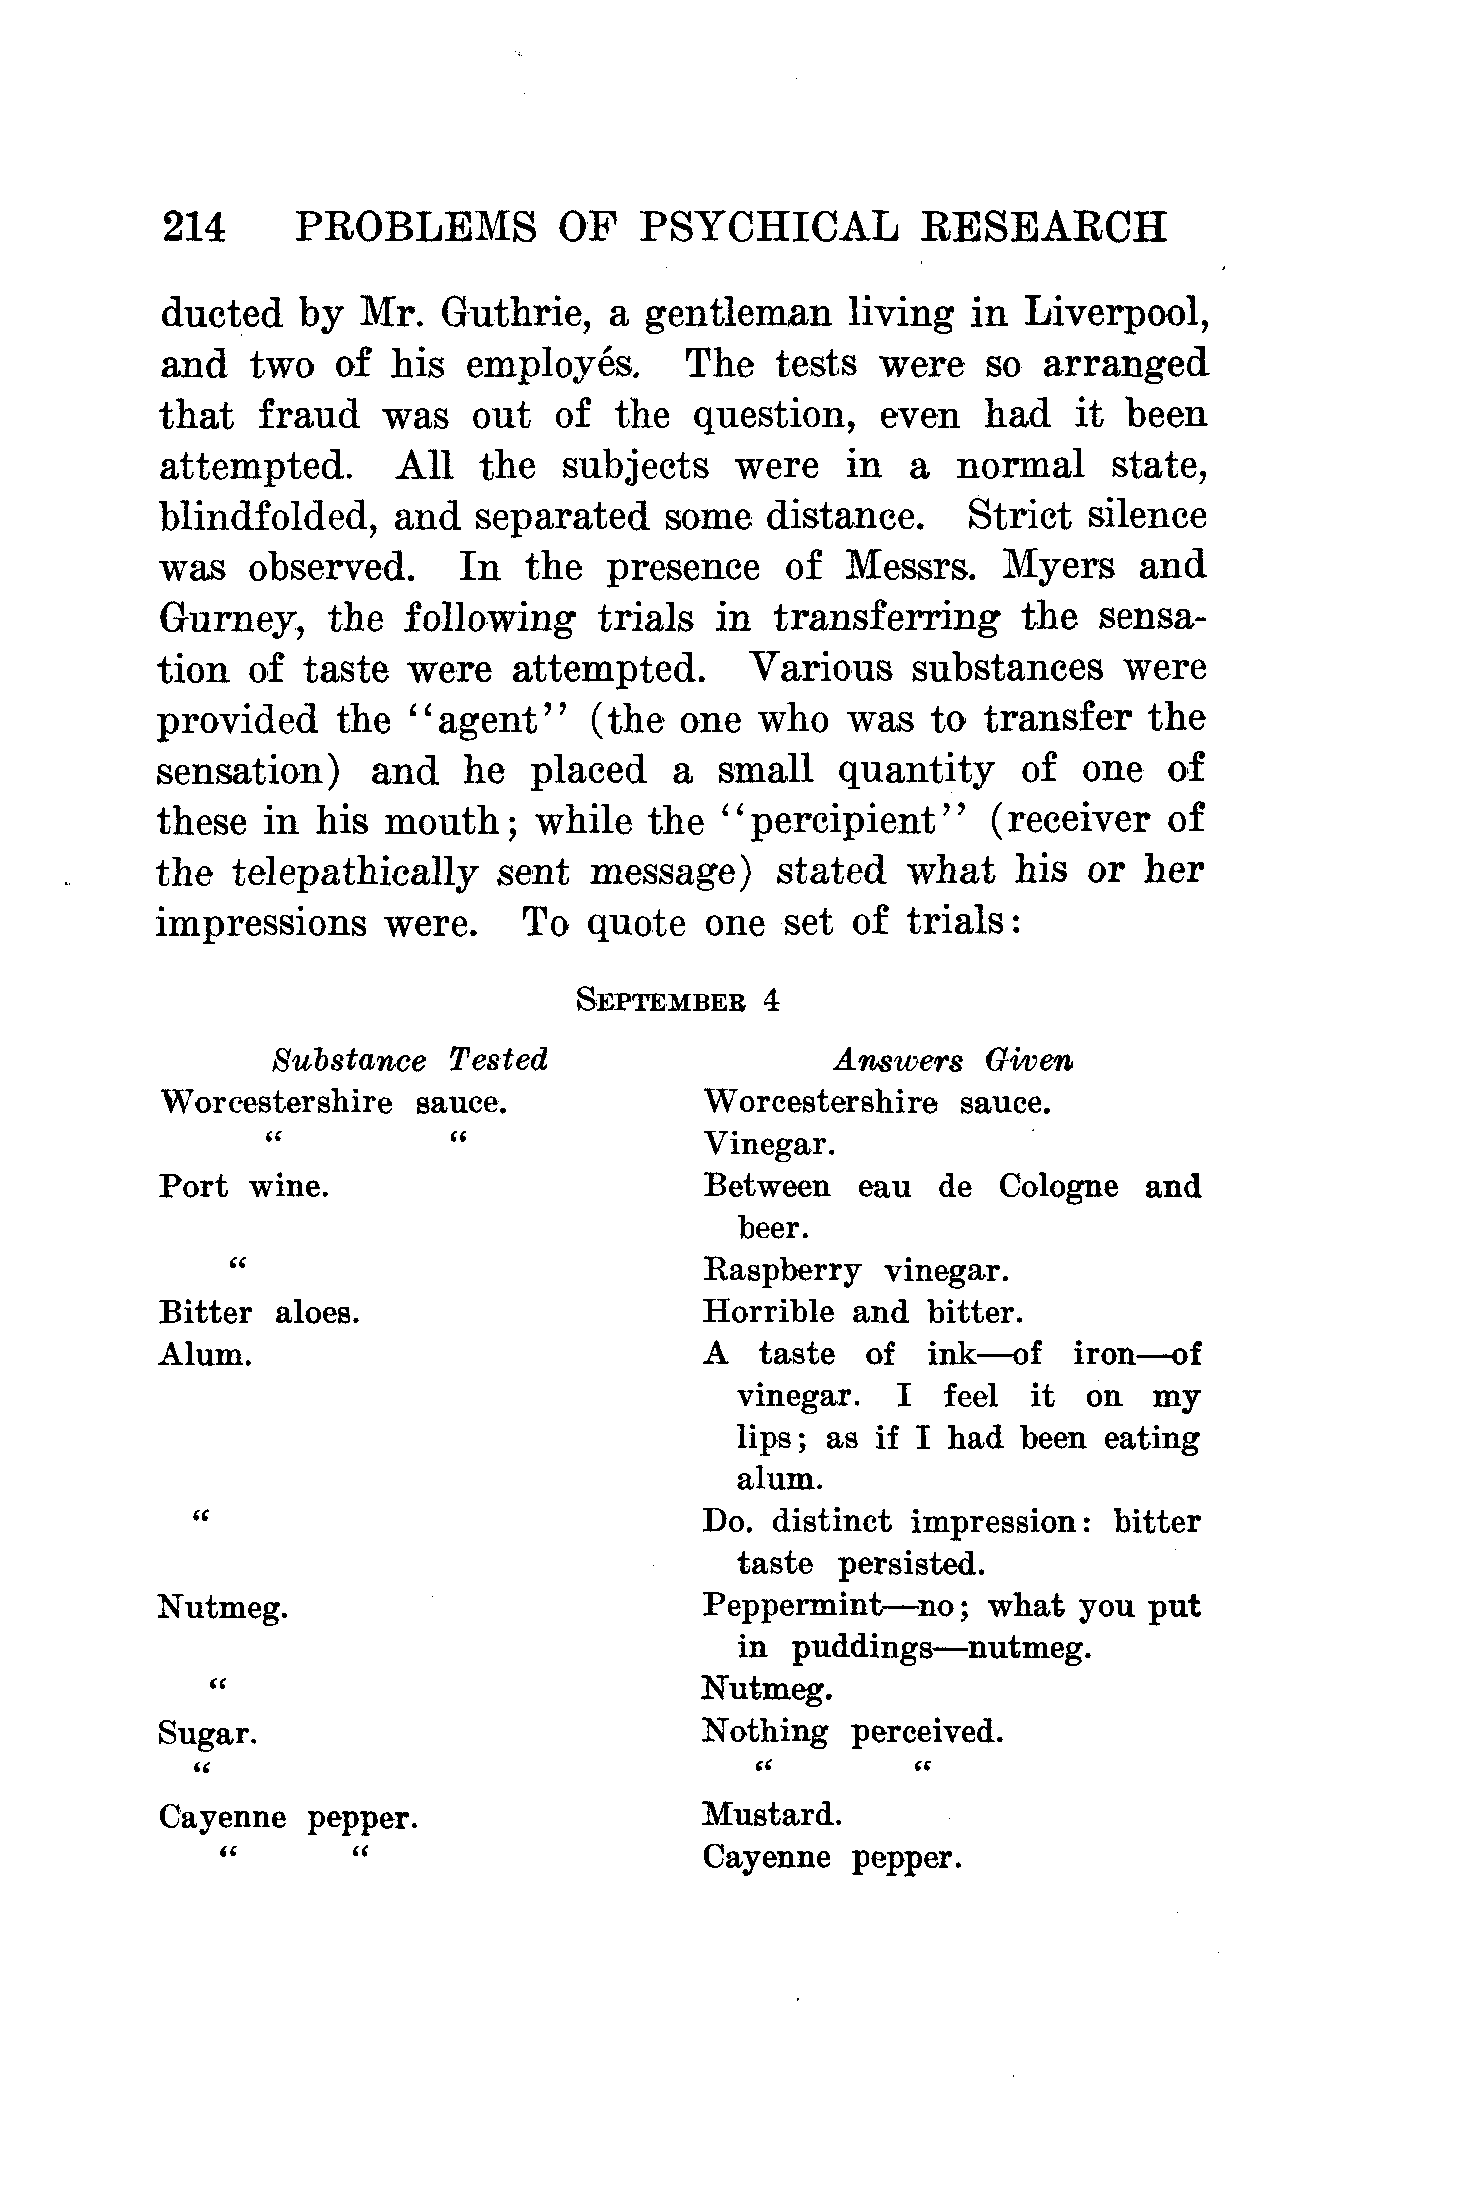 214 PROBLEMS OF PSYCHICAL RESEARCH
ducted by Mr. Guthrie, a gentleman living in Liverpool,
and two of his employés. The tests were so arranged
that fraud was out of the question, even had it been
attempted. All the subjects were in a normal state,
blindfolded, and separated some distance. Strict silence
was observed. In the presence of Messrs. Myers and
Gurney, the following trials in transferring the sensa-
tion of taste were attempted. Various substances were
provided the “agent” (the one who was to transfer the
sensation) and he placed a small quantity of one of
these in his mouth; while the “percipient” (receiver of
the telepathically sent message) stated what his or her
impressions were. To quote one set of trials:
SEPTEMBER 4
Substance Tested Answers Given
Worcestershire sauce. Worcestershire sauce.
“ “ Vinegar.
Port wine. Between eau de Cologne and
beer.
“ Raspberry vinegar.
Bitter aloes. Horrible and bitter.
Alum. A taste of ink—of iron—of
vinegar. I feel it on my
lips; as if I had been eating
alum.
“ Do. distinct impression: bitter
taste persisted.
Nutmeg. Peppermint—no; what you put
in puddings—nutmeg.
“ Nutmeg.
Sugar. Nothing perceived.
“ “ “
Cayenne pepper. Mustard.
“ “ Cayenne pepper.